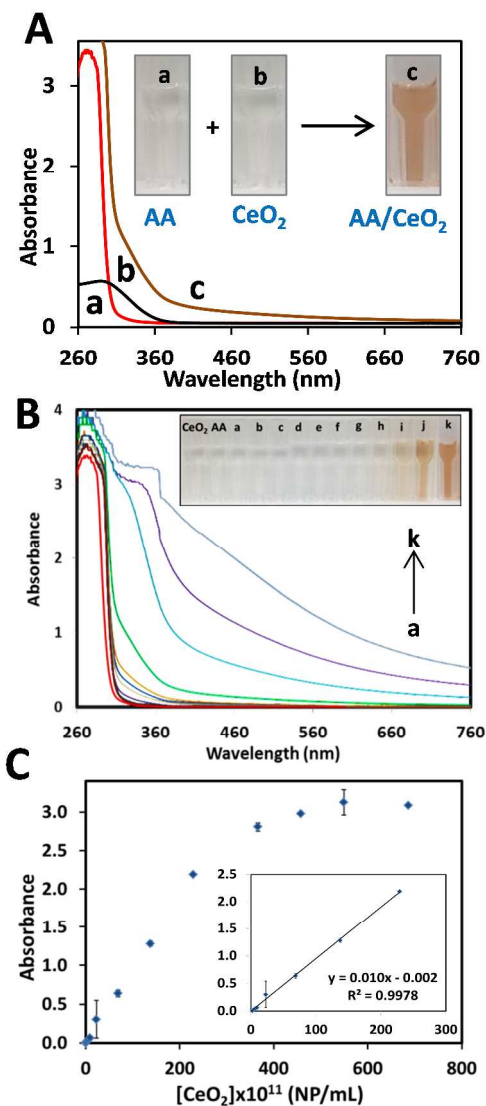 A
a
b
c
+
AA
CeO₂
AA/CeO₂
Absorbance
3
2
1
0
a
b
c
260 360 460 560 660 760
Wavelength (nm)
B
CeO₂ AA a b c d e f g h i j k
Absorbance
4
3
2
1
0
k
a
260 360 460 560 660 760
Wavelength (nm)
C
Absorbance
3.0
2.5
2.0
1.5
1.0
0.5
0.0
2.5
2.0
1.5
1.0
0.5
0.0
y = 0.010x - 0.002
R² = 0.9978
0 100 200 300
0 200 400 600 800
[CeO₂]x10¹¹ (NP/mL)